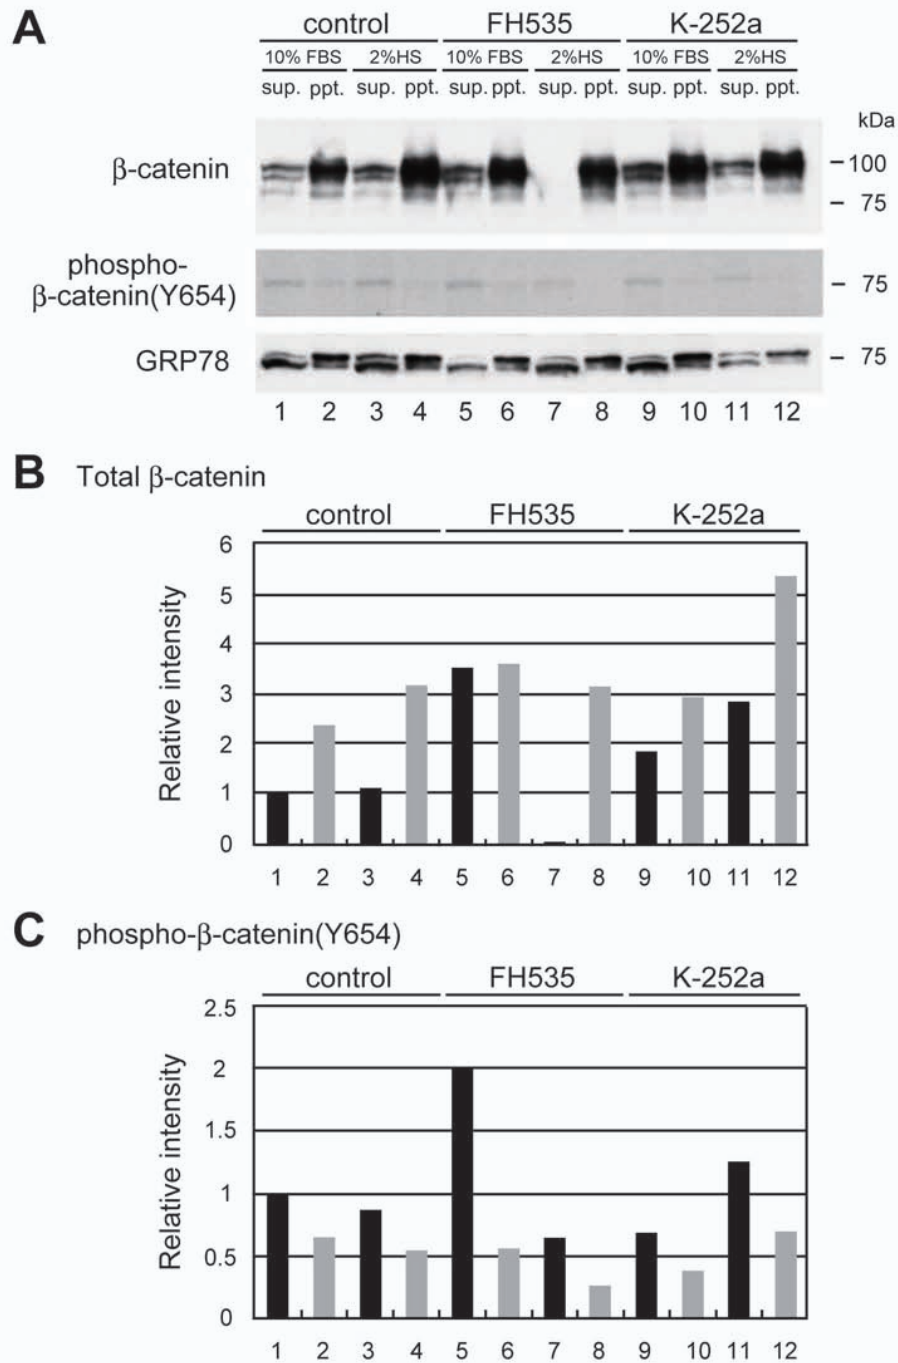 A
control FH535 K-252a
10% FBS 2%HS 10% FBS 2%HS 10% FBS 2%HS
sup. ppt. sup. ppt. sup. ppt. sup. ppt. sup. ppt. sup. ppt.
kDa
β-catenin
100
75
phospho-
β-catenin(Y654)
75
GRP78
75
1 2 3 4 5 6 7 8 9 10 11 12
B Total β-catenin
control FH535 K-252a
Relative intensity
6
5
4
3
2
1
0
1 2 3 4 5 6 7 8 9 10 11 12
C phospho-β-catenin(Y654)
control FH535 K-252a
Relative intensity
2.5
2
1.5
1
0.5
0
1 2 3 4 5 6 7 8 9 10 11 12